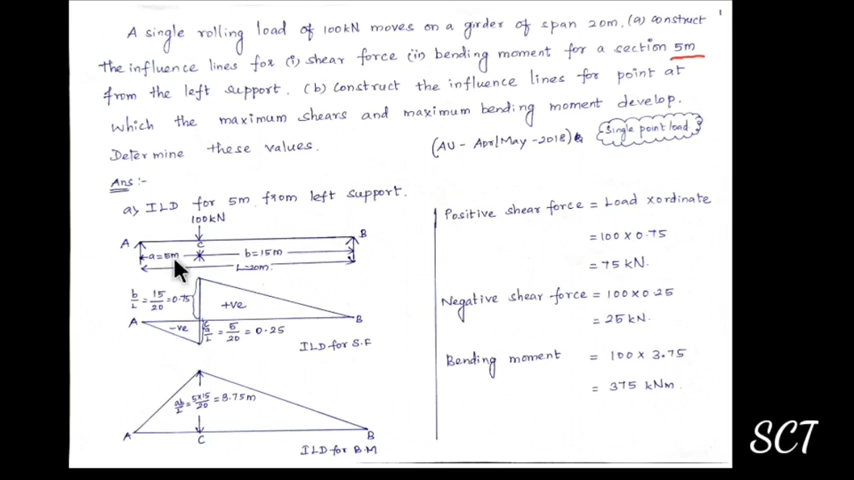 1
A single rolling load of 100kN moves on a girder of span 20m. (a) construct
the influence lines for (i) shear force (ii) bending moment for a section 5m
from the left support. (b) construct the influence lines for point at
which the maximum shears and maximum bending moment develop.
Determine these values.
(AU - Apr/May - 2018)
Single point load
Ans :-
a) ILD for 5m from left support.
100kN
A C B
a=5m b=15m
L=20m
b/L = 15/20 = 0.75 +ve
A -ve a/L = 5/20 = 0.25 B
ILD for S.F
ab/L = 5x15/20 = 3.75m
A C B
ILD for B.M
Positive shear force = Load xordinate
= 100 x 0.75
= 75 kN.
Negative shear force = 100 x 0.25
= 25 kN.
Bending moment = 100 x 3.75
= 375 kNm.
SCT